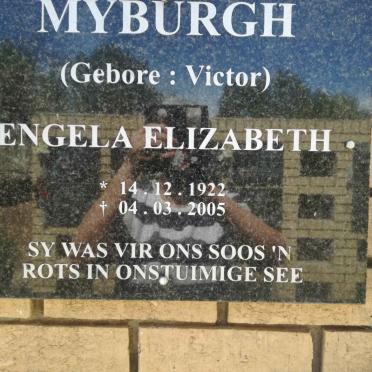 MYBURGH
(Gebore : Victor)
ENGELA ELIZABETH
* 14 . 12 . 1922
† 04 . 03 . 2005
SY WAS VIR ONS SOOS 'N
ROTS IN ONSTUIMIGE SEE